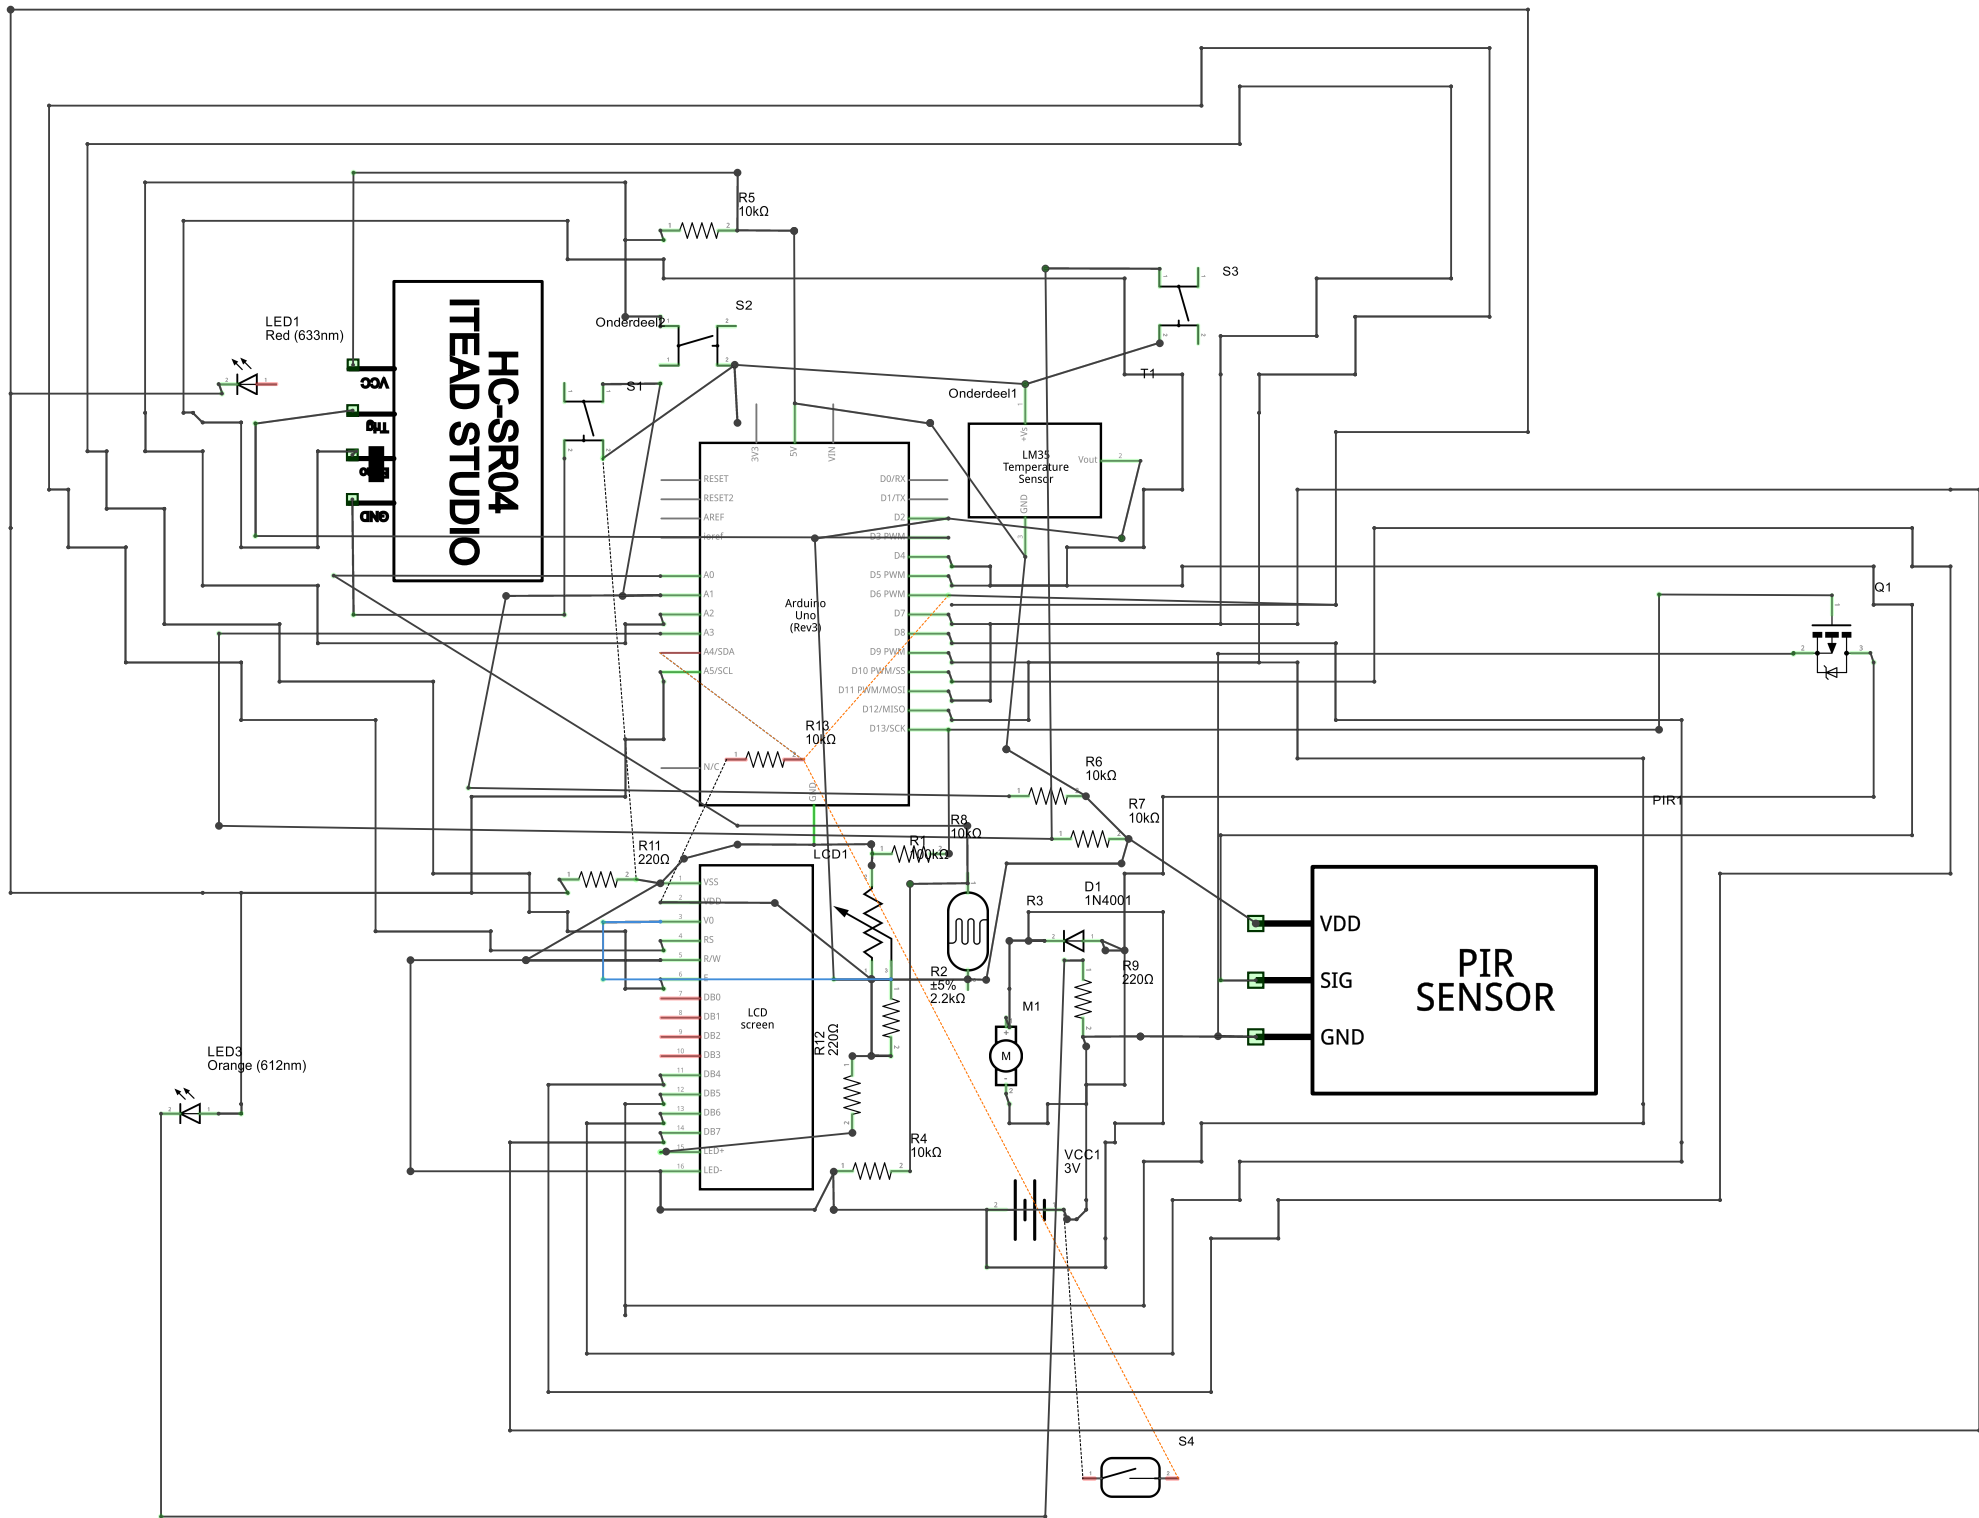 R5
10kΩ
S3
LED1
Red (633nm)
S2
Onderdeel2
HC-SR04
ITEAD STUDIO
VCC
Trig
GND
S1
T1
Onderdeel1
+Vs
LM35
Temperature
Sensor
Vout
GND
3V3
5V
VIN
RESET
RESET2
AREF
ioref
A0
A1
A2
A3
A4/SDA
A5/SCL
N/C
Arduino
Uno
(Rev3)
D0/RX
D1/TX
D2
D3 PWM
D4
D5 PWM
D6 PWM
D7
D8
D9 PWM
D10 PWM/SS
D11 PWM/MOSI
D12/MISO
D13/SCK
GND
Q1
R13
10kΩ
R6
10kΩ
R7
10kΩ
PIR1
R8
10kΩ
R1
100kΩ
R11
220Ω
LCD1
VSS
VDD
V0
RS
R/W
E
DB0
DB1
DB2
DB3
DB4
DB5
DB6
DB7
LED+
LED-
LCD
screen
R3
D1
1N4001
R9
220Ω
R2
±5%
2.2kΩ
M1
M
R12
220Ω
VDD
SIG
GND
PIR
SENSOR
LED3
Orange (612nm)
R4
10kΩ
VCC1
3V
S4